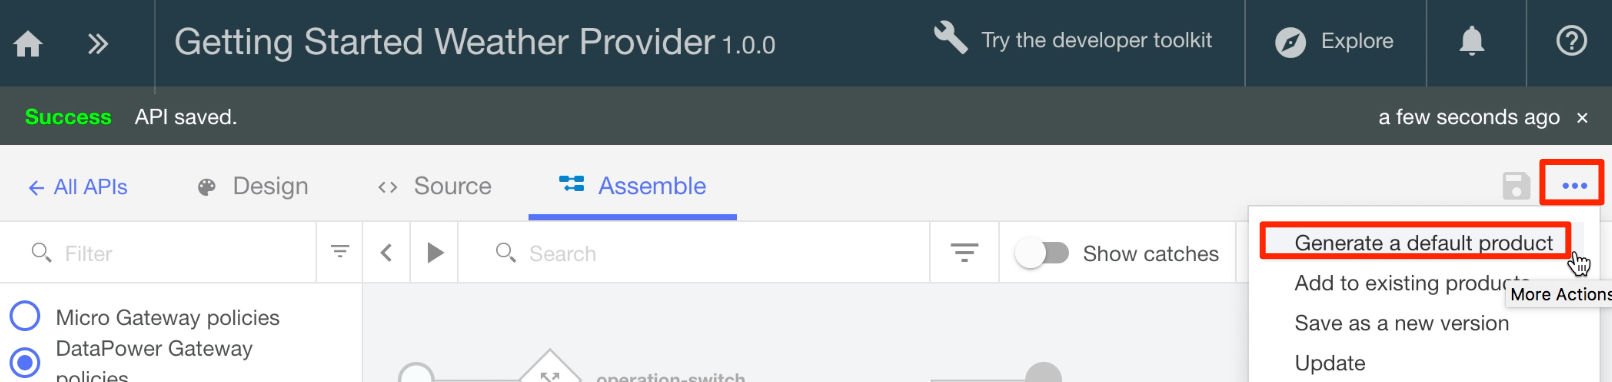 Getting Started Weather Provider 1.0.0
Try the developer toolkit
Explore
Success API saved.
a few seconds ago ×
← All APIs
Design
<> Source
Assemble
Generate a default product
Filter
Search
Show catches
Add to existing products
More Actions
Save as a new version
Update
Micro Gateway policies
DataPower Gateway
policies
operation-switch